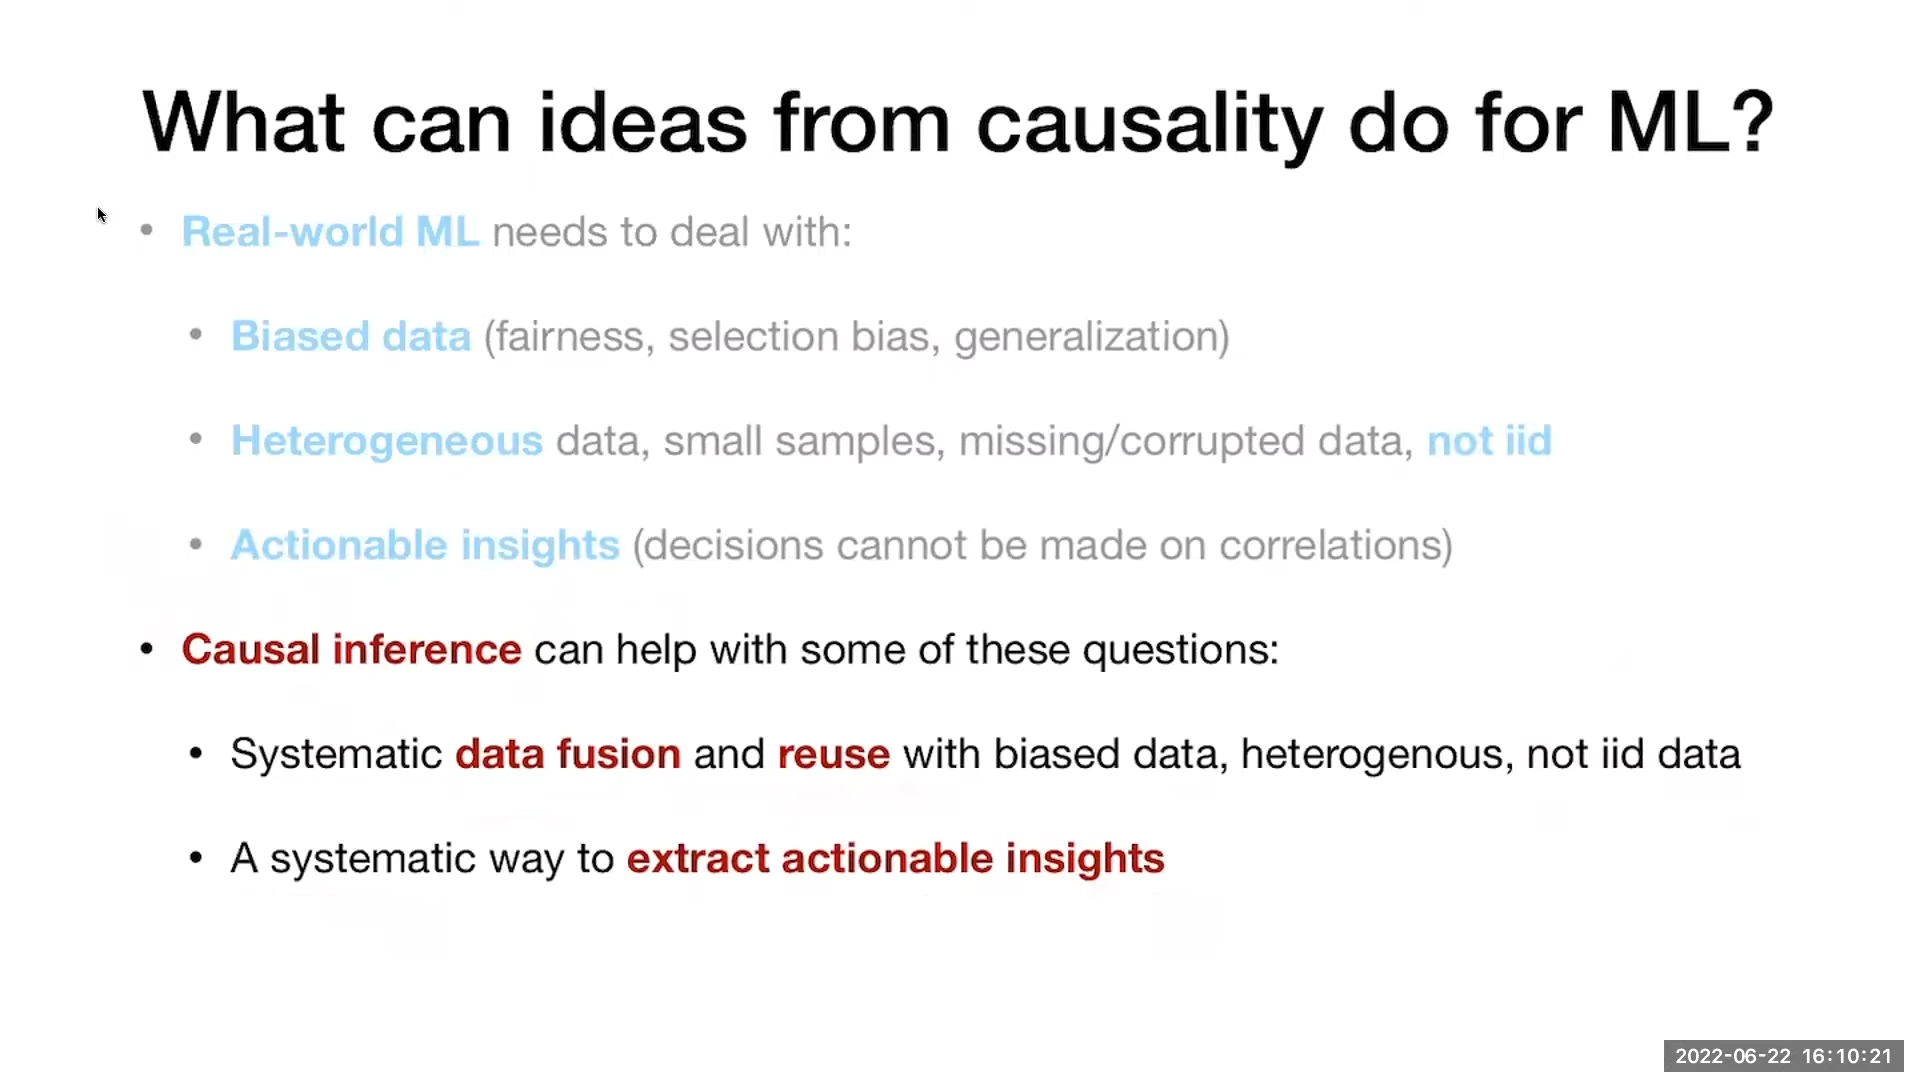 What can ideas from causality do for ML?
• Real-world ML needs to deal with:
• Biased data (fairness, selection bias, generalization)
• Heterogeneous data, small samples, missing/corrupted data, not iid
• Actionable insights (decisions cannot be made on correlations)
• Causal inference can help with some of these questions:
• Systematic data fusion and reuse with biased data, heterogenous, not iid data
• A systematic way to extract actionable insights
2022-06-22 16:10:21